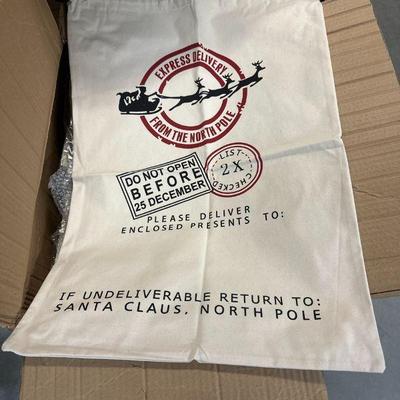 EXPRESS DELIVERY
FROM THE NORTH POLE
DO NOT OPEN
BEFORE
25 DECEMBER
LIST
2X
CHECKED
PLEASE DELIVER
ENCLOSED PRESENTS TO:
IF UNDELIVERABLE RETURN TO:
SANTA CLAUS, NORTH POLE